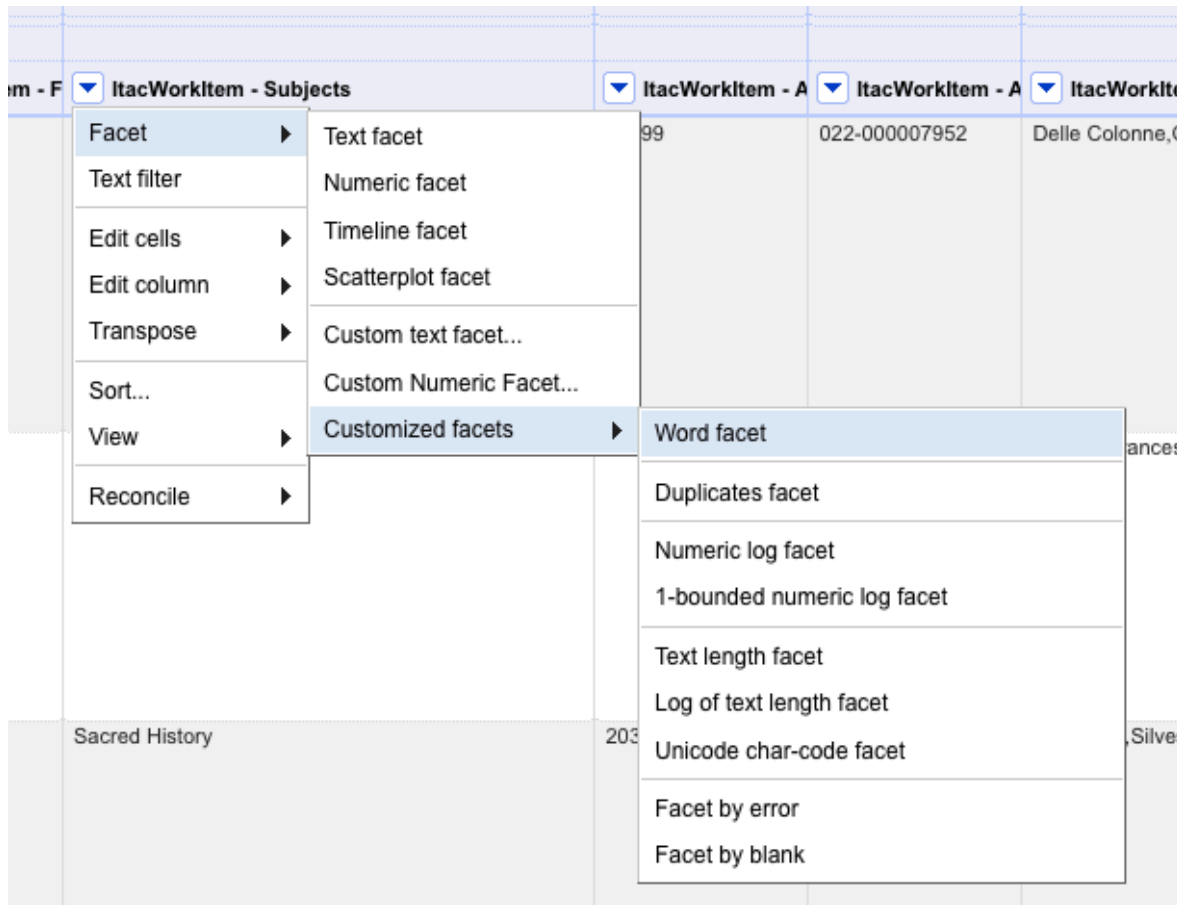 em - F ItacWorkItem - Subjects ItacWorkItem - A ItacWorkItem - A ItacWorkIte
99 022-000007952 Delle Colonne,
Facet
Text filter
Edit cells
Edit column
Transpose
Sort...
View
Reconcile
Text facet
Numeric facet
Timeline facet
Scatterplot facet
Custom text facet...
Custom Numeric Facet...
Customized facets
Word facet
Duplicates facet
Numeric log facet
1-bounded numeric log facet
Text length facet
Log of text length facet
Unicode char-code facet
Facet by error
Facet by blank
ances
Sacred History 203 ,Silves